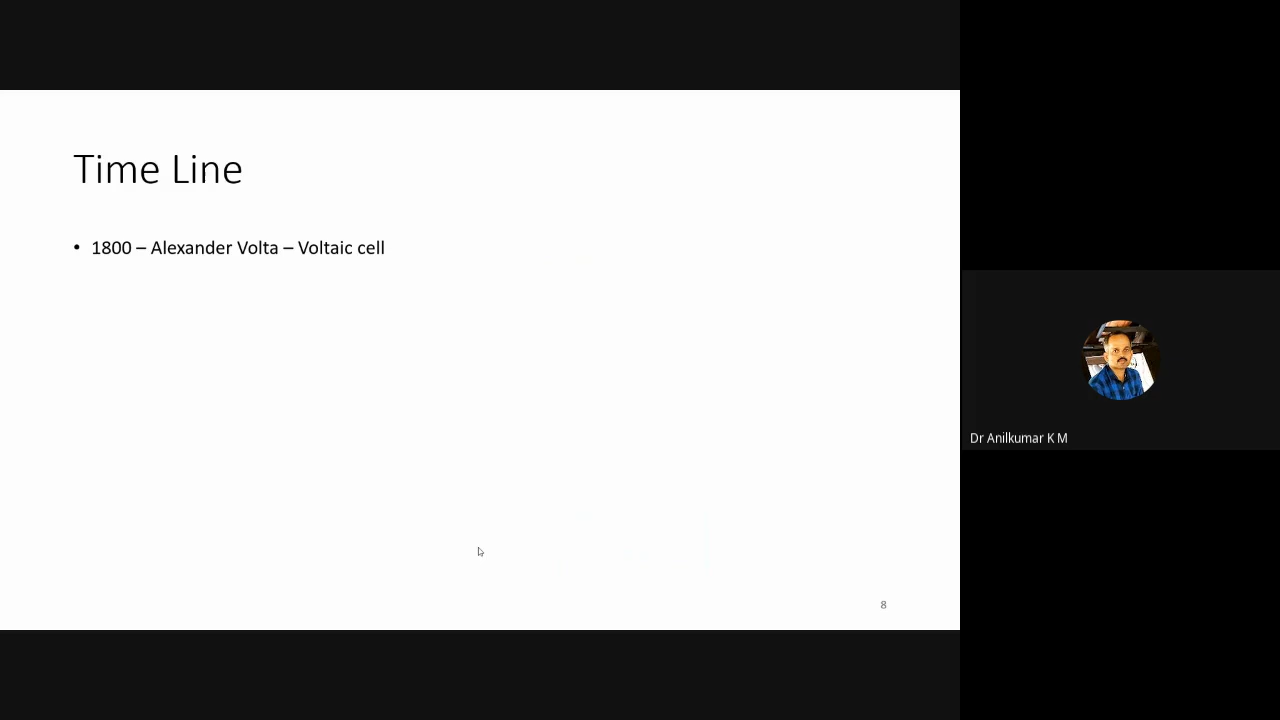 Time Line
• 1800 – Alexander Volta – Voltaic cell
Dr Anilkumar K M
8